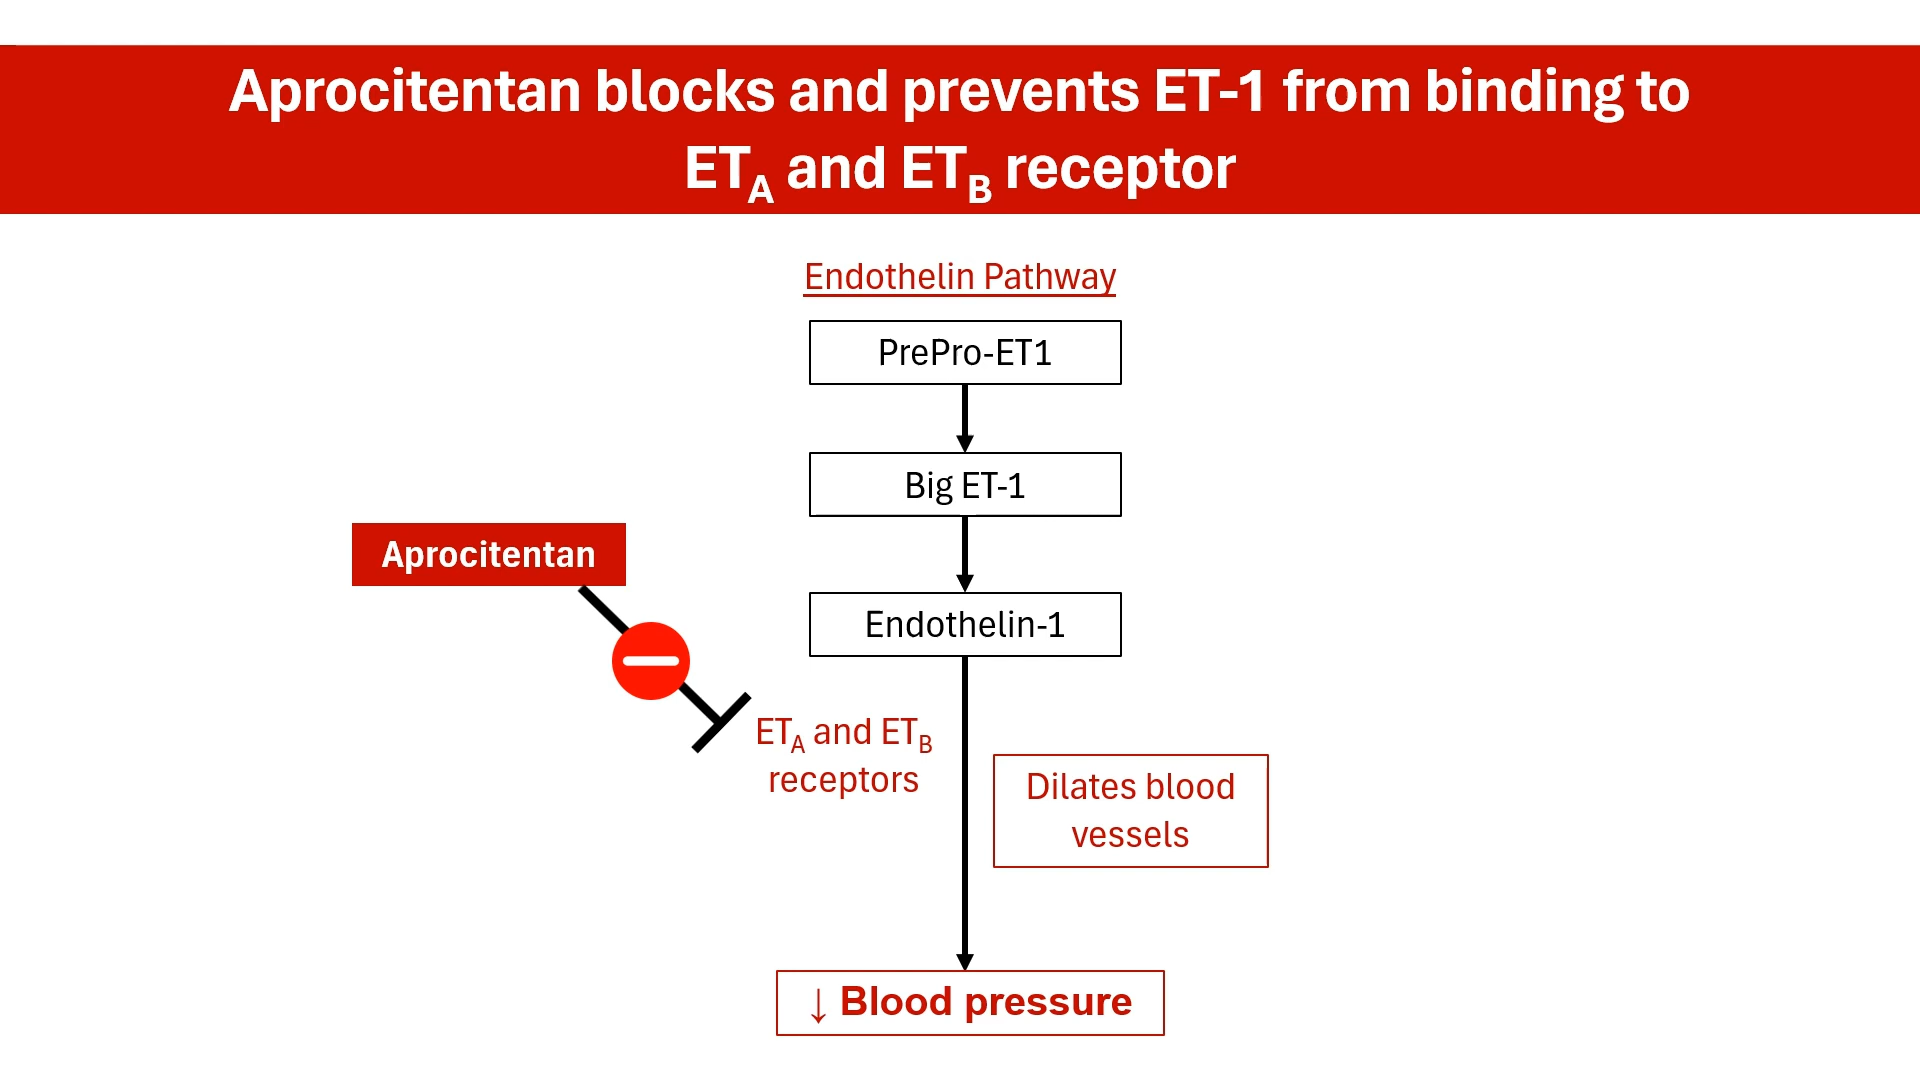 Aprocitentan blocks and prevents ET-1 from binding to
ETA and ETB receptor
Endothelin Pathway
PrePro-ET1
Big ET-1
Aprocitentan
Endothelin-1
ETA and ETB
receptors
Dilates blood
vessels
↓ Blood pressure